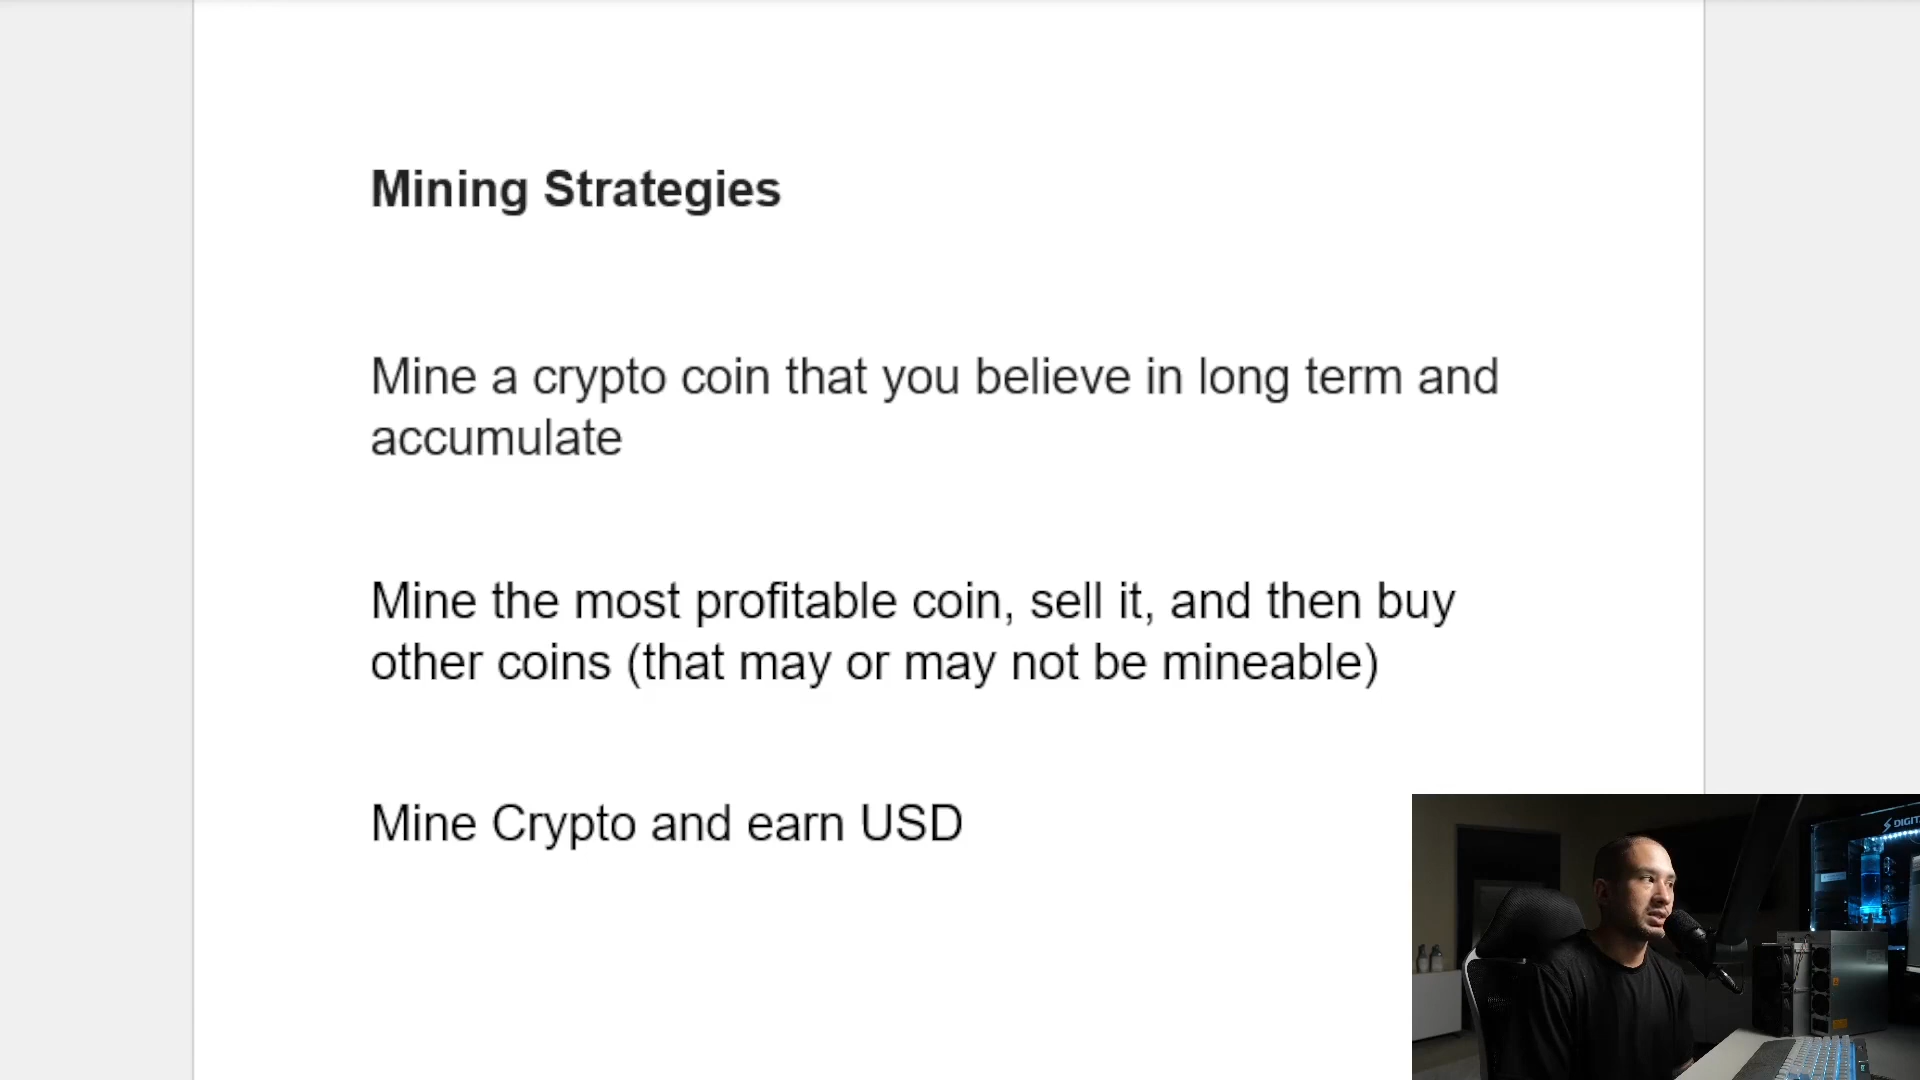 Mining Strategies
Mine a crypto coin that you believe in long term and
accumulate
Mine the most profitable coin, sell it, and then buy
other coins (that may or may not be mineable)
Mine Crypto and earn USD
DIGIT